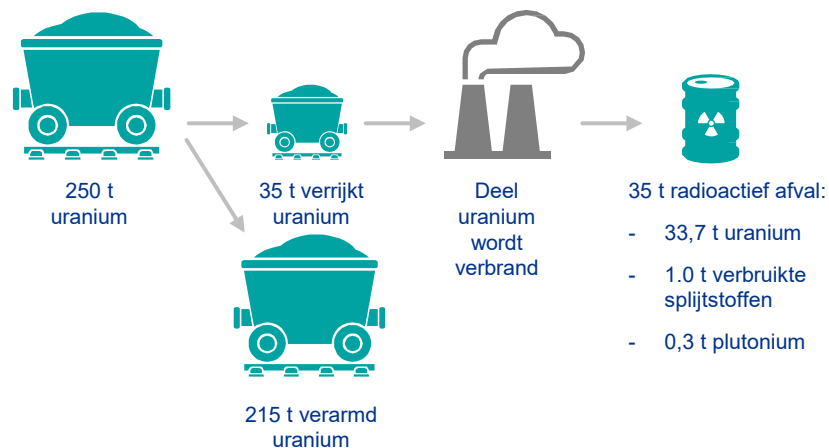 250 t
uranium
35 t verrijkt
uranium
215 t verarmd
uranium
Deel
uranium
wordt
verbrand
35 t radioactief afval:
- 33,7 t uranium
- 1.0 t verbruikte
splijtstoffen
- 0,3 t plutonium